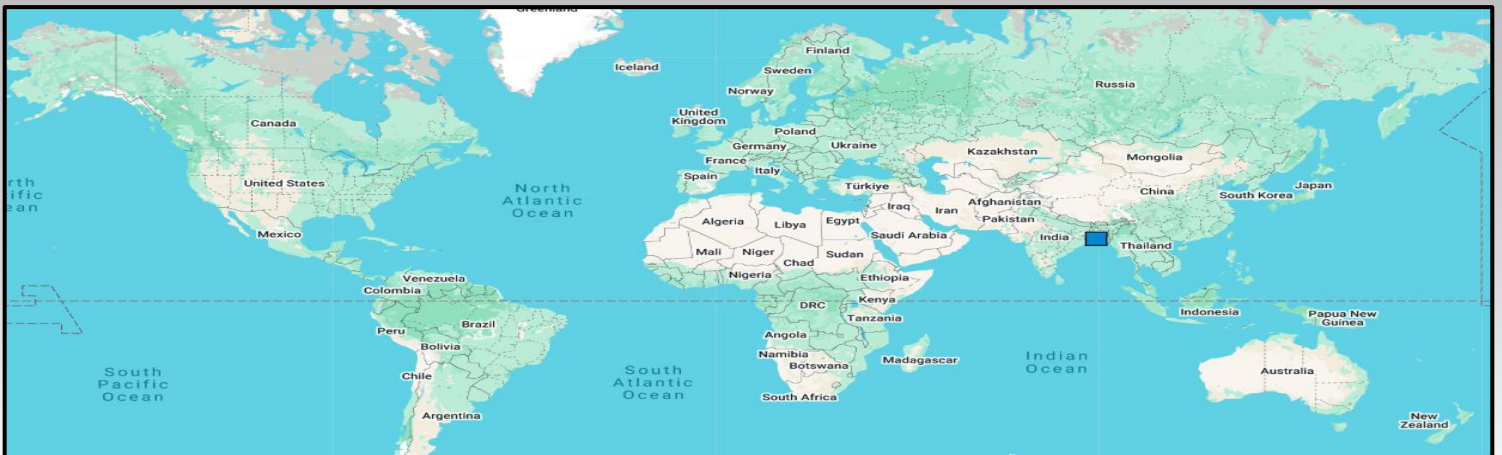 Greenland
Finland
Iceland
Sweden
Russia
Norway
United
Kingdom
Canada
Poland
Germany
Ukraine
France
Kazakhstan
Mongolia
Italy
Spain
United States
North
Atlantic
Ocean
Türkiye
China
Japan
South Korea
rth
ific
ean
Iraq
Iran
Afghanistan
Pakistan
Algeria
Libya
Egypt
Mexico
Saudi Arabia
India
Thailand
Mali
Niger
Sudan
Chad
Nigeria
Ethiopia
Venezuela
Colombia
Kenya
DRC
Tanzania
Indonesia
Papua New
Guinea
Peru
Brazil
Angola
Bolivia
Namibia
Botswana
Madagascar
Indian
Ocean
South
Pacific
Ocean
Chile
South
Atlantic
Ocean
Australia
South Africa
Argentina
New
Zealand